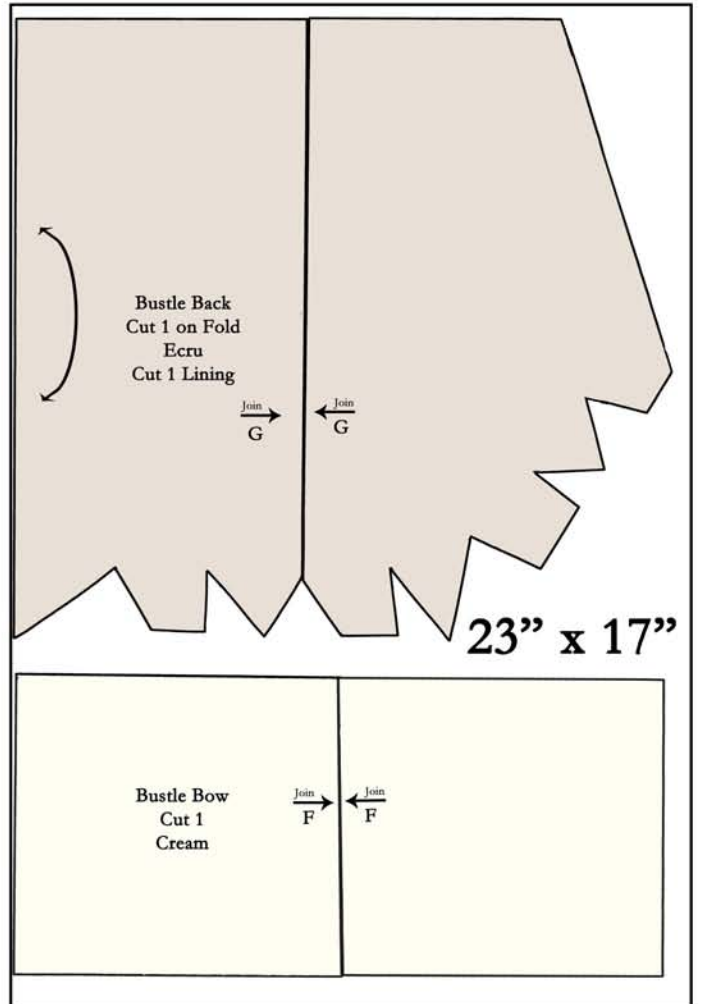 Bustle Back
Cut 1 on Fold
Ecru
Cut 1 Lining
Join
G
Join
G
23” x 17”
Bustle Bow
Cut 1
Cream
Join
F
Join
F